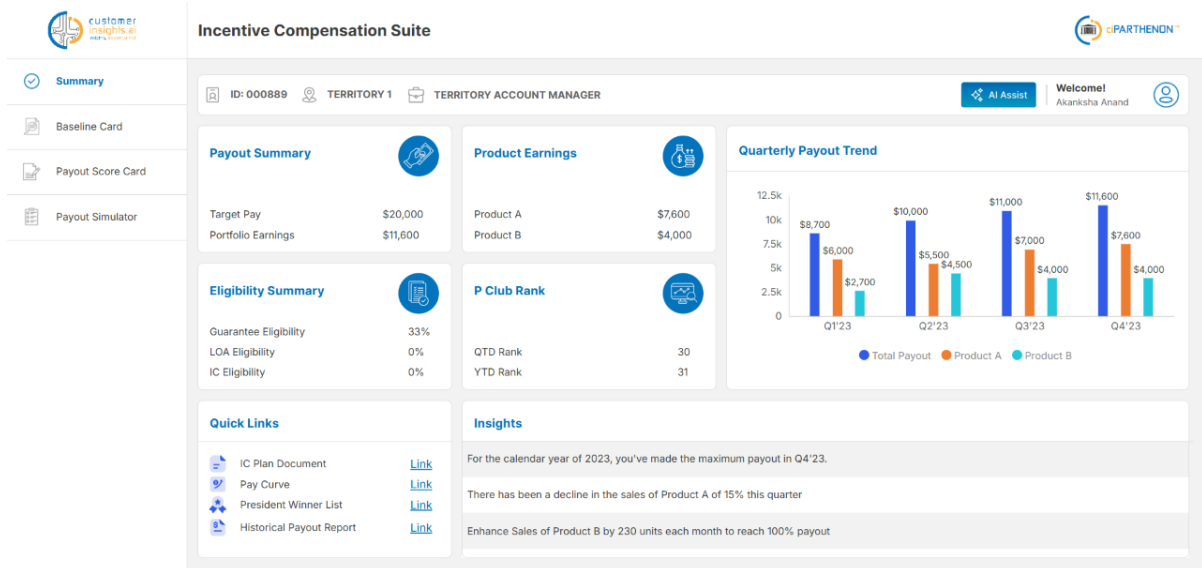 customer
insights.ai
Incentive Compensation Suite
ciPARTHENON™
Summary
Baseline Card
Payout Score Card
Payout Simulator
ID: 000889
TERRITORY 1
TERRITORY ACCOUNT MANAGER
AI Assist
Welcome!
Akanksha Anand
Payout Summary
Target Pay $20,000
Portfolio Earnings $11,600
Product Earnings
Product A $7,600
Product B $4,000
Quarterly Payout Trend
12.5k
10k
7.5k
5k
2.5k
0
$8,700
$6,000
$2,700
$10,000
$5,500
$4,500
$11,000
$7,000
$4,000
$11,600
$7,600
$4,000
Q1'23
Q2'23
Q3'23
Q4'23
Total Payout Product A Product B
Eligibility Summary
Guarantee Eligibility 33%
LOA Eligibility 0%
IC Eligibility 0%
P Club Rank
QTD Rank 30
YTD Rank 31
Quick Links
IC Plan Document Link
Pay Curve Link
President Winner List Link
Historical Payout Report Link
Insights
For the calendar year of 2023, you've made the maximum payout in Q4'23.
There has been a decline in the sales of Product A of 15% this quarter
Enhance Sales of Product B by 230 units each month to reach 100% payout